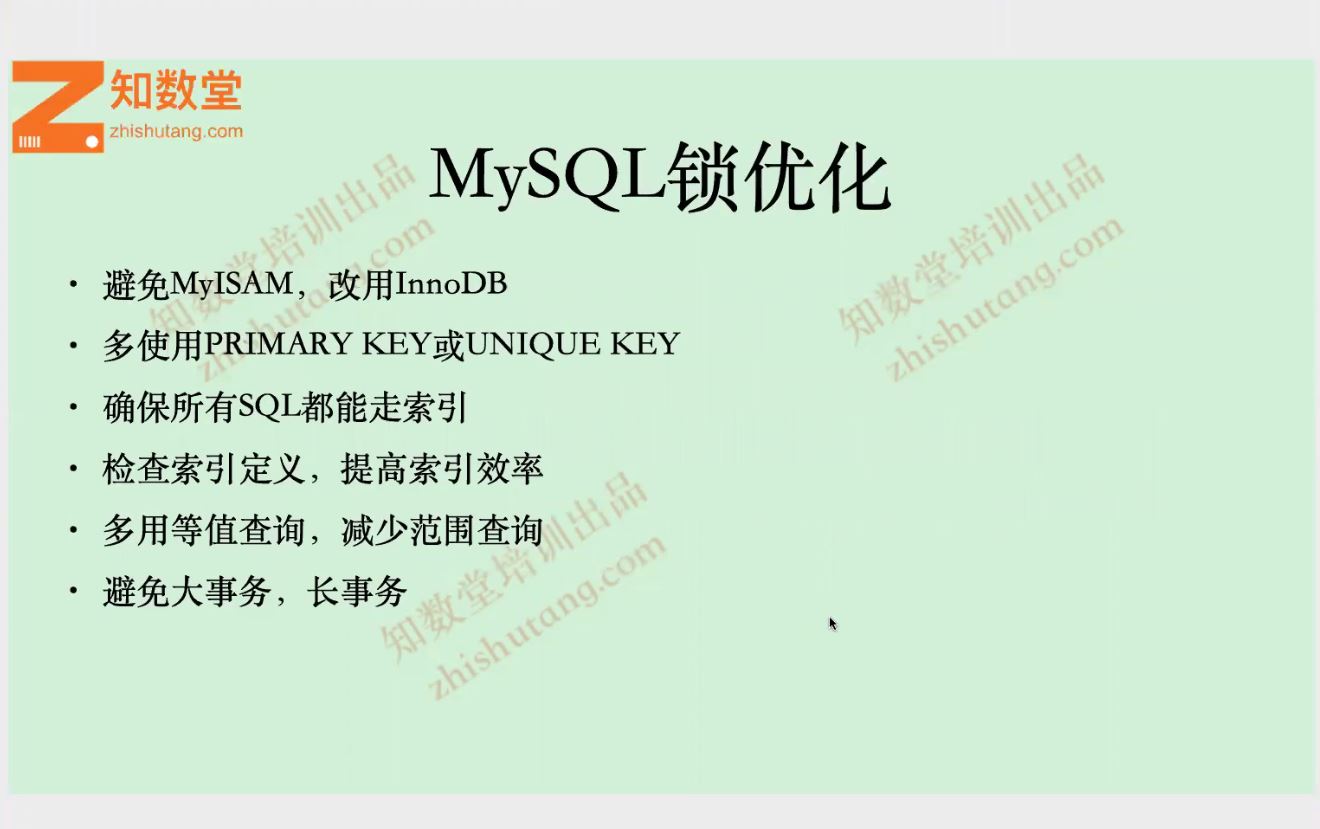 知数堂
zhishutang.com
MySQL锁优化
知数堂培训出品
zhishutang.com
知数堂培训出品
zhishutang.com
• 避免MyISAM，改用InnoDB
• 多使用PRIMARY KEY或UNIQUE KEY
• 确保所有SQL都能走索引
• 检查索引定义，提高索引效率
• 多用等值查询，减少范围查询
• 避免大事务，长事务
知数堂培训出品
zhishutang.com